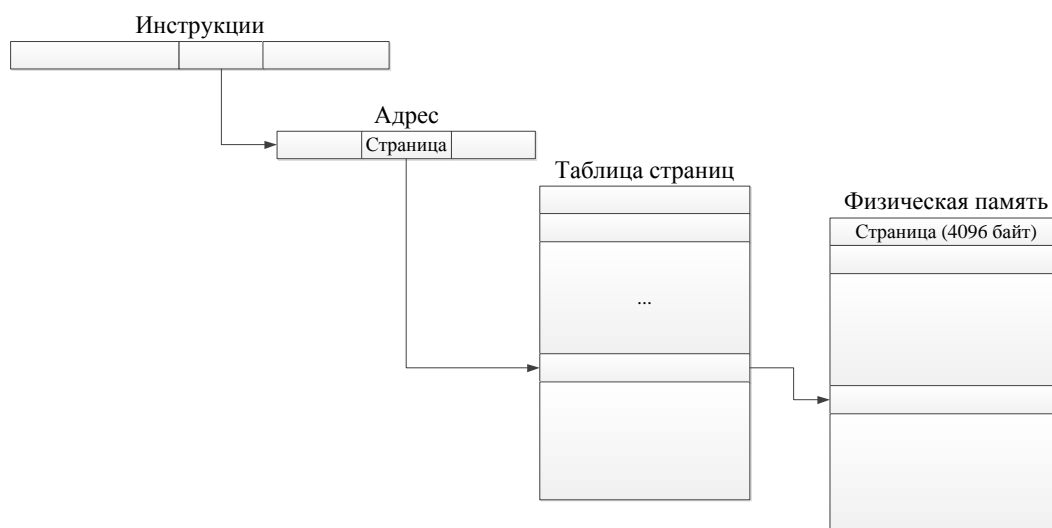 Инструкции
Адрес
Страница
Таблица страниц
...
Физическая память
Страница (4096 байт)